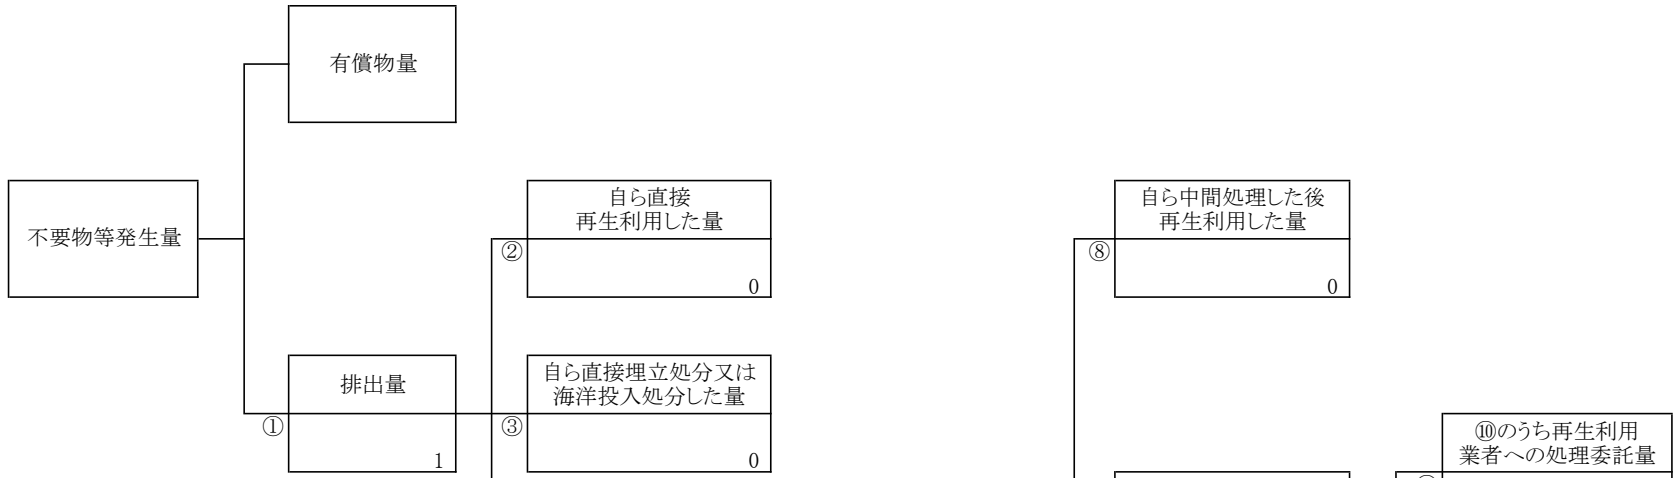 有償物量
不要物等発生量
自ら直接
再生利用した量
②
0
自ら中間処理した後
再生利用した量
⑧
0
排出量
①
1
自ら直接埋立処分又は
海洋投入処分した量
③
0
⑩のうち再生利用
業者への処理委託量